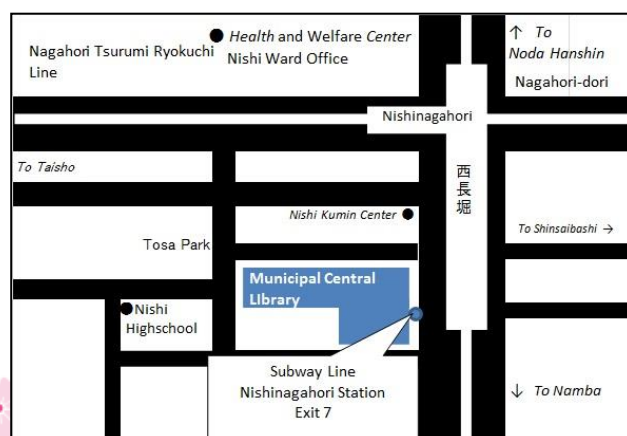 Health and Welfare Center
Nishi Ward Office
Nagahori Tsurumi Ryokuchi
Line
↑ To
Noda Hanshin
Nagahori-dori
Nishinagahori
To Taisho
西長堀
Nishi Kumin Center
To Shinsaibashi →
Tosa Park
Municipal Central
LIbrary
Nishi
Highschool
Subway Line
Nishinagahori Station
Exit 7
↓ To Namba